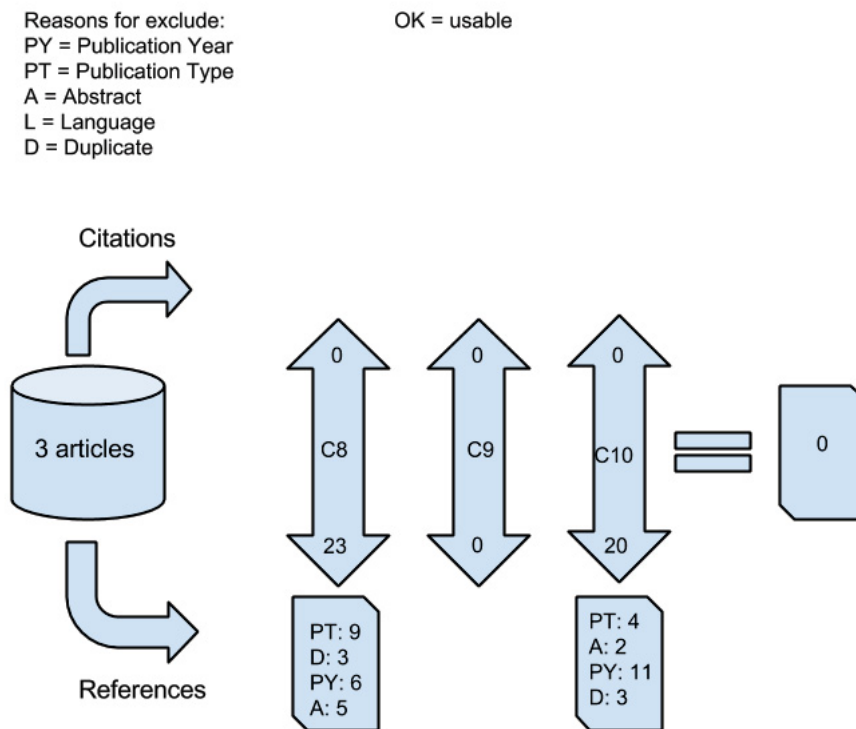 Reasons for exclude:
OK = usable
PY = Publication Year
PT = Publication Type
A = Abstract
L = Language
D = Duplicate
Citations
0
0
0
3 articles
C8
C9
C10
0
23
0
20
PT: 9
D: 3
PY: 6
A: 5
PT: 4
A: 2
PY: 11
D: 3
References